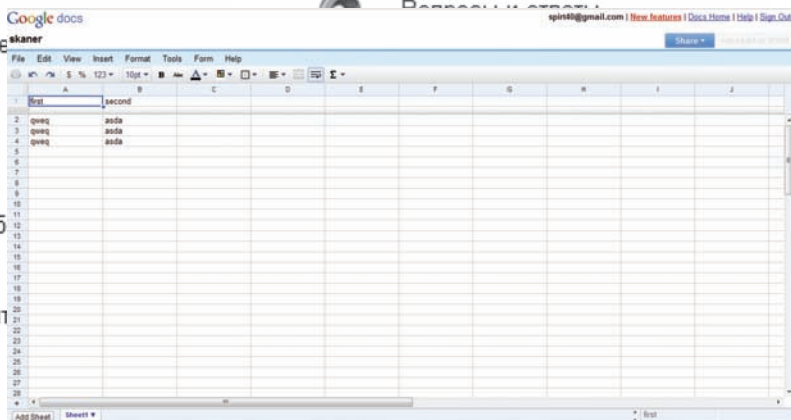 Вопросы и ответы
Google docs
spirt40@gmail.com | New features | Docs Home | Help | Sign Out
skaner
Share
File Edit View Insert Format Tools Form Help
$ % 123 10pt B Abc A Σ
A B C D E F G H I J
1 first second
2 qweq asda
3 qweq asda
4 qweq asda
5
6
7
8
9
10
11
12
13
14
15
16
17
18
19
20
21
22
23
24
25
26
27
28
Add Sheet Sheet1 first